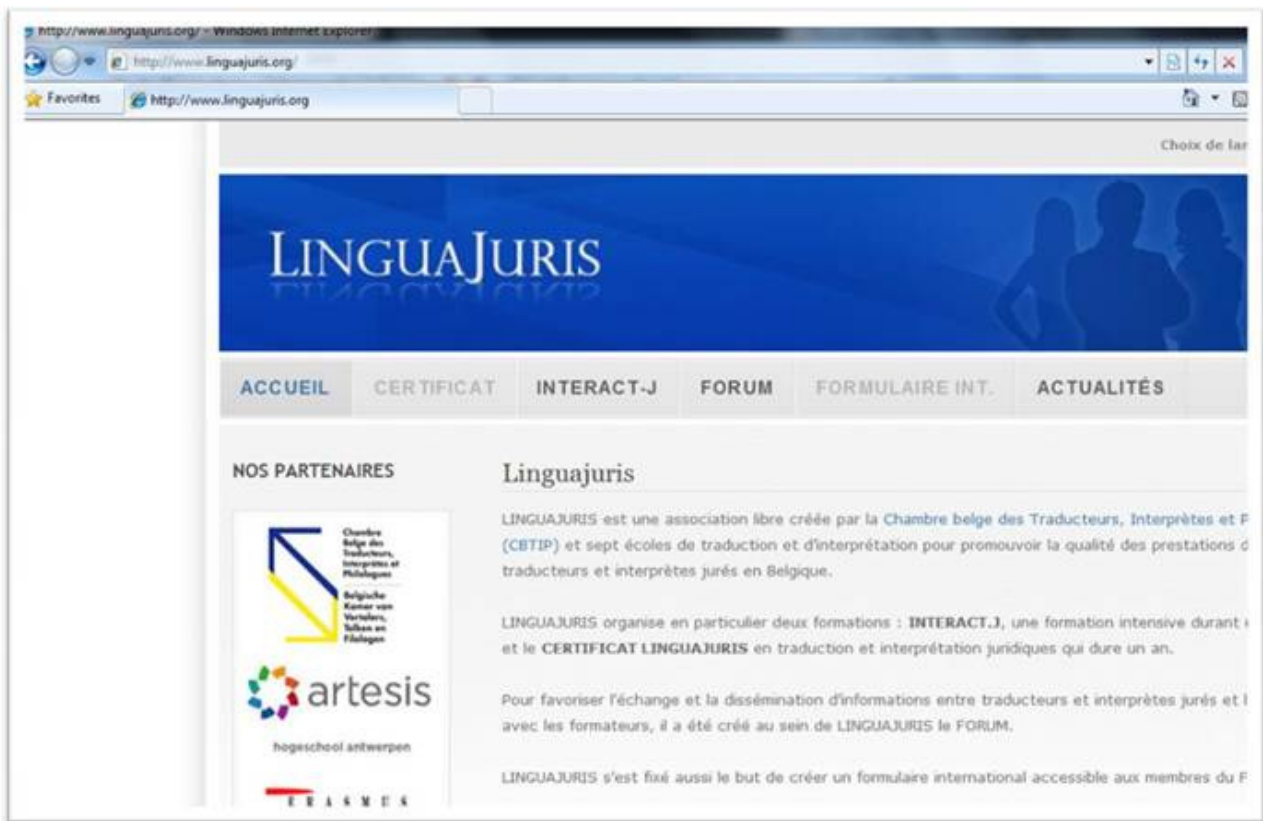 http://www.linguajuris.org/ - Windows Internet Explorer
http://www.linguajuris.org/
Favorites
http://www.linguajuris.org
Choix de
LINGUAJURIS
ACCUEIL CERTIFICAT INTERACT-J FORUM FORMULAIRE INT. ACTUALITÉS
NOS PARTENAIRES
Chambre
Belge des
Traducteurs,
Interprètes et
Philologues
Belgische
Kamer van
Vertalers,
Tolken en
Filologen
artesis
hogeschool antwerpen
ERASMUS
Linguajuris
LINGUAJURIS est une association libre créée par la Chambre belge des Traducteurs, Interprètes et
(CBTIP) et sept écoles de traduction et d'interprétation pour promouvoir la qualité des prestations
traducteurs et interprètes jurés en Belgique.
LINGUAJURIS organise en particulier deux formations : INTERACT.J, une formation intensive durant
et le CERTIFICAT LINGUAJURIS en traduction et interprétation juridiques qui dure un an.
Pour favoriser l'échange et la dissémination d'informations entre traducteurs et interprètes jurés et
avec les formateurs, il a été créé au sein de LINGUAJURIS le FORUM.
LINGUAJURIS s'est fixé aussi le but de créer un formulaire international accessible aux membres du